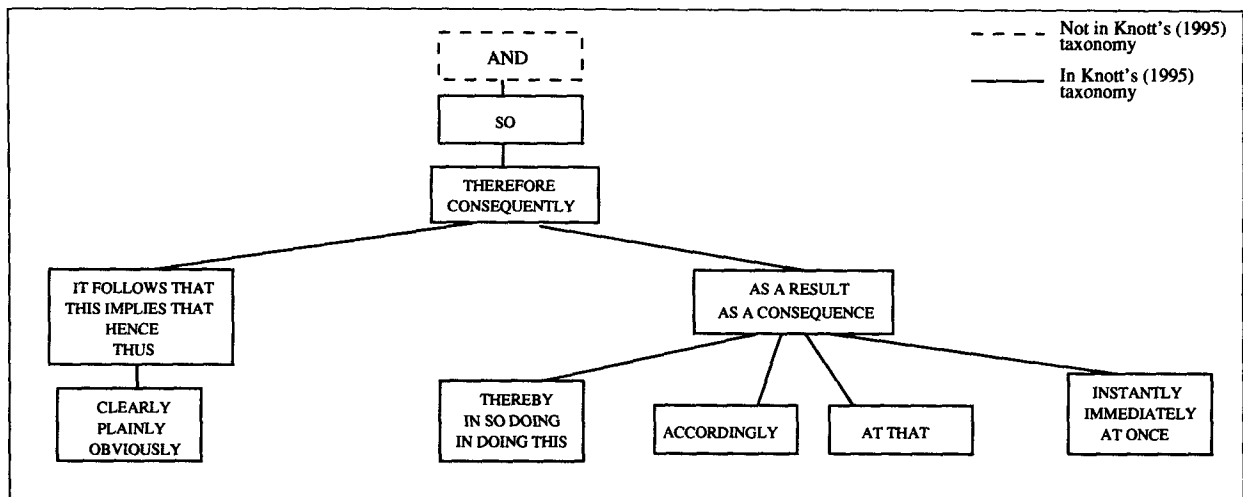 AND
Not in Knott's (1995)
taxonomy
In Knott's (1995)
taxonomy
SO
THEREFORE
CONSEQUENTLY
IT FOLLOWS THAT
THIS IMPLIES THAT
HENCE
THUS
AS A RESULT
AS A CONSEQUENCE
CLEARLY
PLAINLY
OBVIOUSLY
THEREBY
IN SO DOING
IN DOING THIS
ACCORDINGLY
AT THAT
INSTANTLY
IMMEDIATELY
AT ONCE